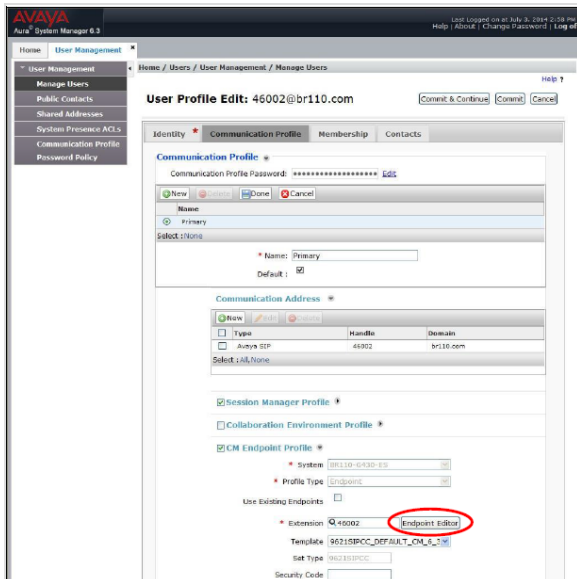 AVAYA
Aura® System Manager 6.3
Last Logged on at July 3, 2014 2:58 PM
Help | About | Change Password | Log of
Home User Management ×
User Management
Manage Users
Public Contacts
Shared Addresses
System Presence ACLs
Communication Profile
Password Policy
Home / Users / User Management / Manage Users
Help ?
User Profile Edit: 46002@br110.com
Commit & Continue Commit Cancel
Identity * Communication Profile Membership Contacts
Communication Profile
Communication Profile Password: •••••••••••••••••••• Edit
New Delete Done Cancel
Name
Primary
Select :None
* Name: Primary
Default :
Communication Address
New Edit Delete
Type Handle Domain
Avaya SIP 46002 br110.com
Select :All, None
Session Manager Profile
Collaboration Environment Profile
CM Endpoint Profile
* System BR110-G430-ES
* Profile Type Endpoint
Use Existing Endpoints
* Extension 46002 Endpoint Editor
Template 9621SIPCC_DEFAULT_CM_6_3
Set Type 9621SIPCC
Security Code